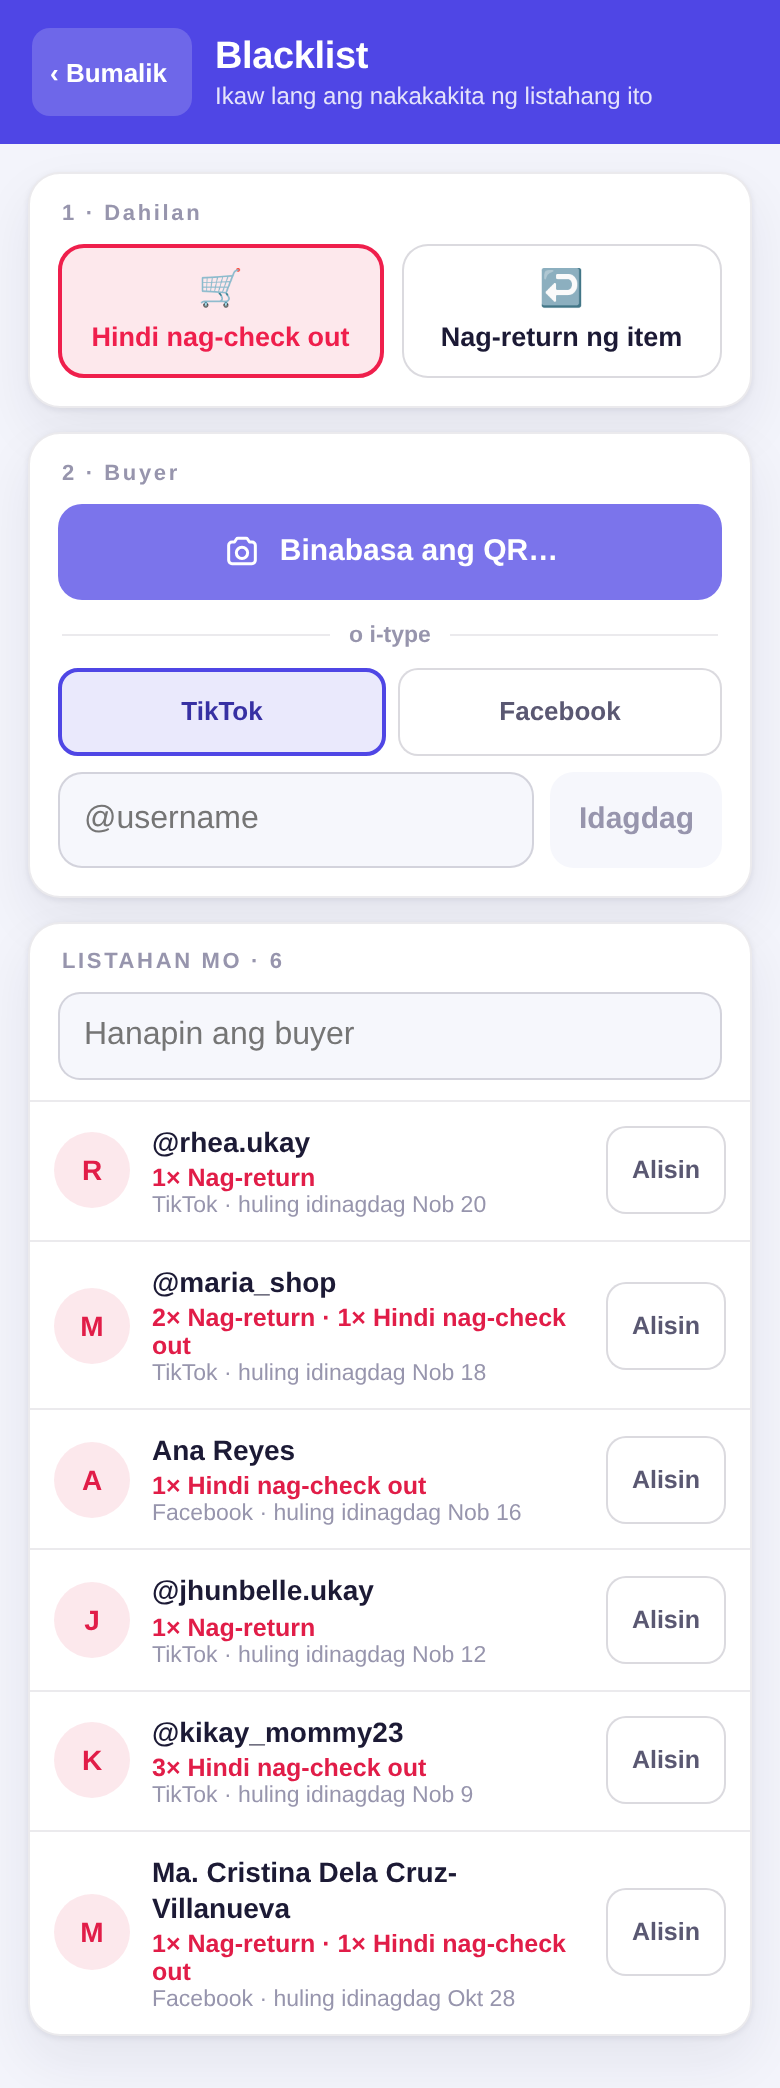 ‹ Bumalik
Blacklist
Ikaw lang ang nakakakita ng listahang ito
1 · Dahilan
Hindi nag-check out
Nag-return ng item
2 · Buyer
Binabasa ang QR…
o i-type
TikTok
Facebook
@username
Idagdag
LISTAHAN MO · 6
Hanapin ang buyer
R
@rhea.ukay
1× Nag-return
TikTok · huling idinagdag Nob 20
Alisin
M
@maria_shop
2× Nag-return · 1× Hindi nag-check
out
TikTok · huling idinagdag Nob 18
Alisin
A
Ana Reyes
1× Hindi nag-check out
Facebook · huling idinagdag Nob 16
Alisin
J
@jhunbelle.ukay
1× Nag-return
TikTok · huling idinagdag Nob 12
Alisin
K
@kikay_mommy23
3× Hindi nag-check out
TikTok · huling idinagdag Nob 9
Alisin
M
Ma. Cristina Dela Cruz-
Villanueva
1× Nag-return · 1× Hindi nag-check
out
Facebook · huling idinagdag Okt 28
Alisin